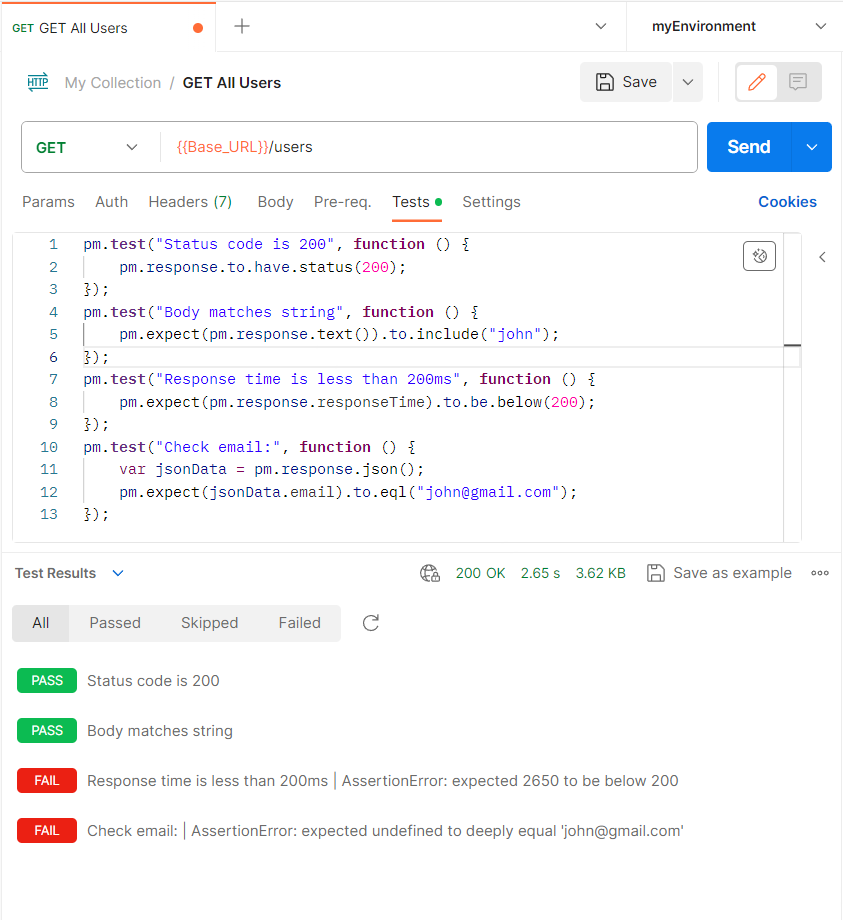 GET GET All Users
myEnvironment
HTTP My Collection / GET All Users
Save
GET {{Base_URL}}/users
Send
Params Auth Headers (7) Body Pre-req. Tests Settings Cookies
1 pm.test("Status code is 200", function () {
2 pm.response.to.have.status(200);
3 });
4 pm.test("Body matches string", function () {
5 pm.expect(pm.response.text()).to.include("john");
6 });
7 pm.test("Response time is less than 200ms", function () {
8 pm.expect(pm.response.responseTime).to.be.below(200);
9 });
10 pm.test("Check email:", function () {
11 var jsonData = pm.response.json();
12 pm.expect(jsonData.email).to.eql("john@gmail.com");
13 });
Test Results 200 OK 2.65 s 3.62 KB Save as example
All Passed Skipped Failed
PASS Status code is 200
PASS Body matches string
FAIL Response time is less than 200ms | AssertionError: expected 2650 to be below 200
FAIL Check email: | AssertionError: expected undefined to deeply equal 'john@gmail.com'